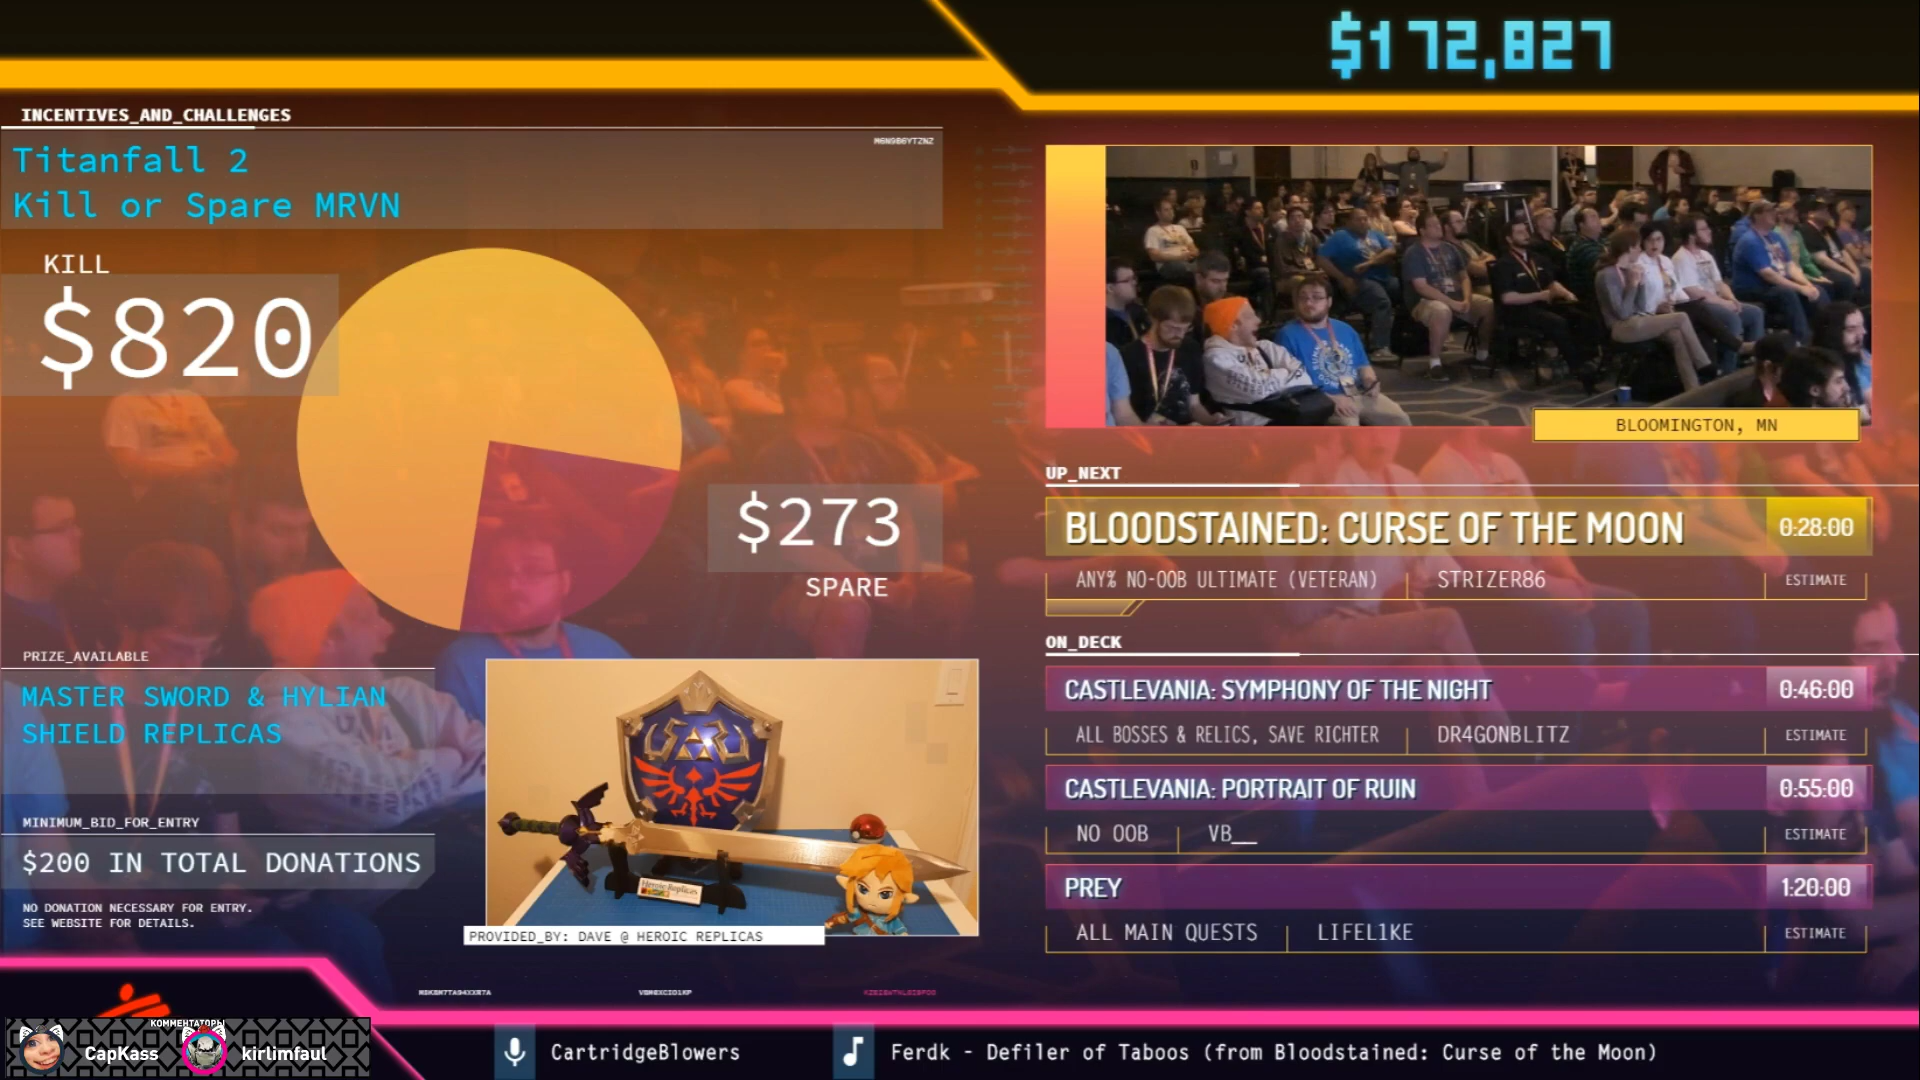 $172,827
INCENTIVES_AND_CHALLENGES
Titanfall 2
Kill or Spare MRVN
KILL
$820
$273
SPARE
PRIZE_AVAILABLE
MASTER SWORD & HYLIAN
SHIELD REPLICAS
MINIMUM_BID_FOR_ENTRY
$200 IN TOTAL DONATIONS
NO DONATION NECESSARY FOR ENTRY.
SEE WEBSITE FOR DETAILS.
Heroic Replicas
PROVIDED_BY: DAVE @ HEROIC REPLICAS
BLOOMINGTON, MN
UP_NEXT
BLOODSTAINED: CURSE OF THE MOON 0:28:00
ANY% NO-OOB ULTIMATE (VETERAN) STRIZER86 ESTIMATE
ON_DECK
CASTLEVANIA: SYMPHONY OF THE NIGHT 0:46:00
ALL BOSSES & RELICS, SAVE RICHTER DR4GONBLITZ ESTIMATE
CASTLEVANIA: PORTRAIT OF RUIN 0:55:00
NO OOB VB__ ESTIMATE
PREY 1:20:00
ALL MAIN QUESTS LIFEL1KE ESTIMATE
КОММЕНТАТОРЫ
CapKass kirlimfaul
CartridgeBlowers
Ferdk - Defiler of Taboos (from Bloodstained: Curse of the Moon)